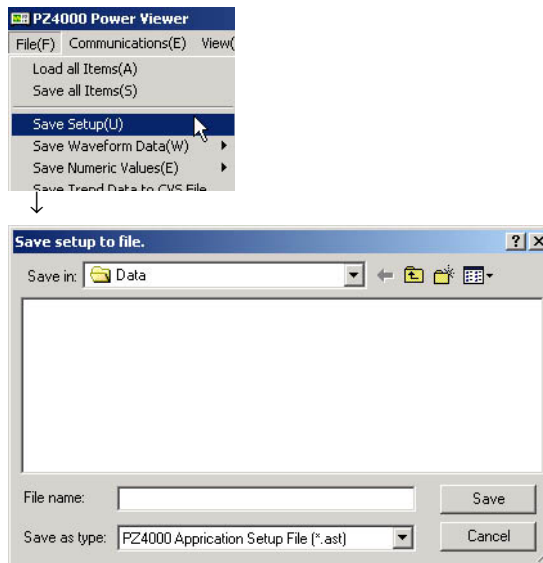 PZ4000 Power Viewer
File(F) Communications(E) View(
Load all Items(A)
Save all Items(S)
Save Setup(U)
Save Waveform Data(W)
Save Numeric Values(E)
Save Trend Data to CVS File
Save setup to file.
Save in: Data
File name:
Save
Save as type: PZ4000 Apprication Setup File (*.ast)
Cancel